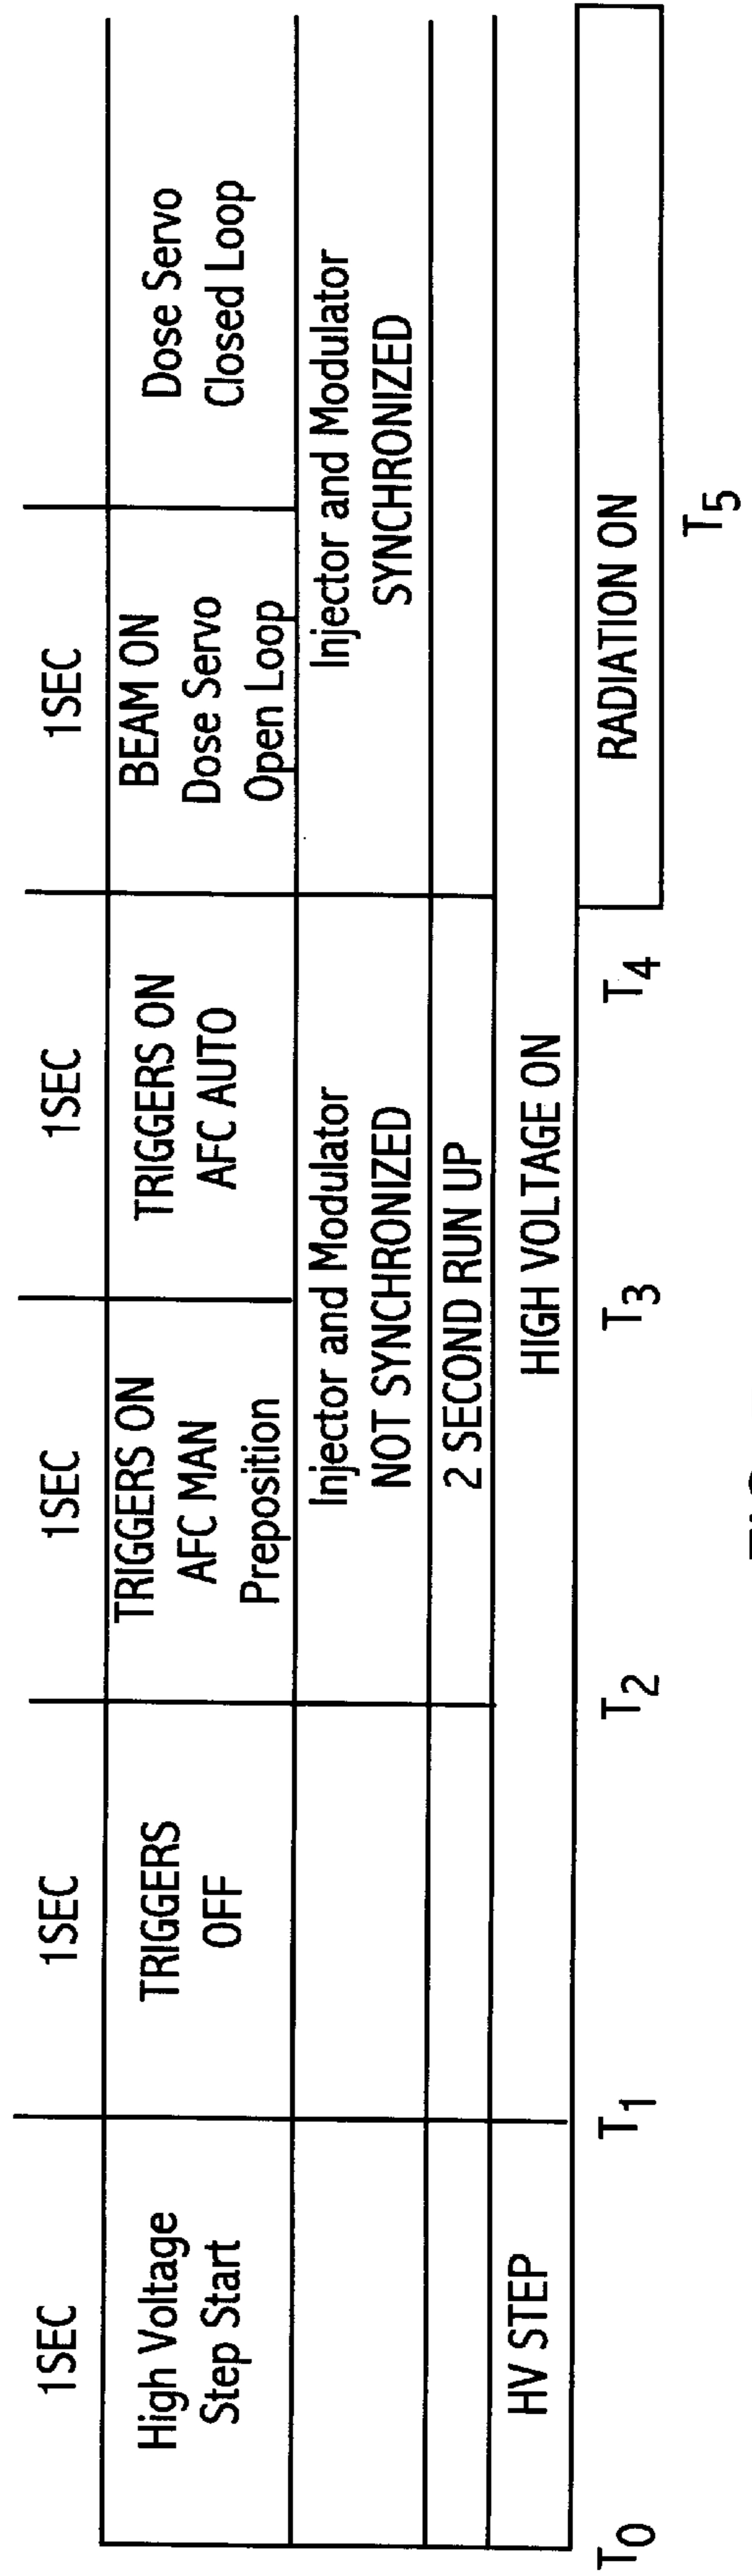 1SEC
1SEC
1SEC
1SEC
1SEC
High Voltage
Step Start
TRIGGERS
OFF
TRIGGERS ON
AFC MAN
Preposition
TRIGGERS ON
AFC AUTO
BEAM ON
Dose Servo
Open Loop
Dose Servo
Closed Loop
Injector and Modulator
NOT SYNCHRONIZED
Injector and Modulator
SYNCHRONIZED
2 SECOND RUN UP
HV STEP
HIGH VOLTAGE ON
RADIATION ON
T0
T1
T2
T3
T4
T5